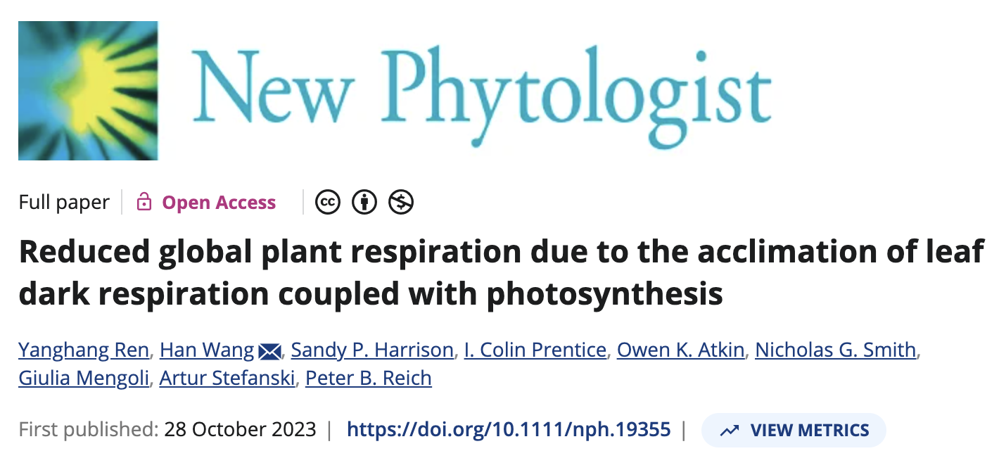 New Phytologist
Full paper | Open Access | cc
Reduced global plant respiration due to the acclimation of leaf
dark respiration coupled with photosynthesis
Yanghang Ren, Han Wang, Sandy P. Harrison, I. Colin Prentice, Owen K. Atkin, Nicholas G. Smith,
Giulia Mengoli, Artur Stefanski, Peter B. Reich
First published: 28 October 2023 | https://doi.org/10.1111/nph.19355 | VIEW METRICS